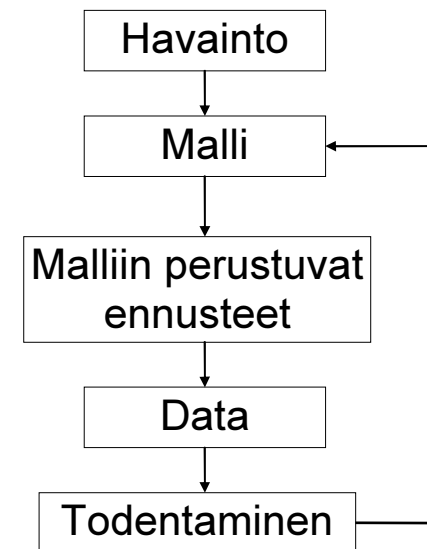 Havainto
Malli
Malliin perustuvat
ennusteet
Data
Todentaminen